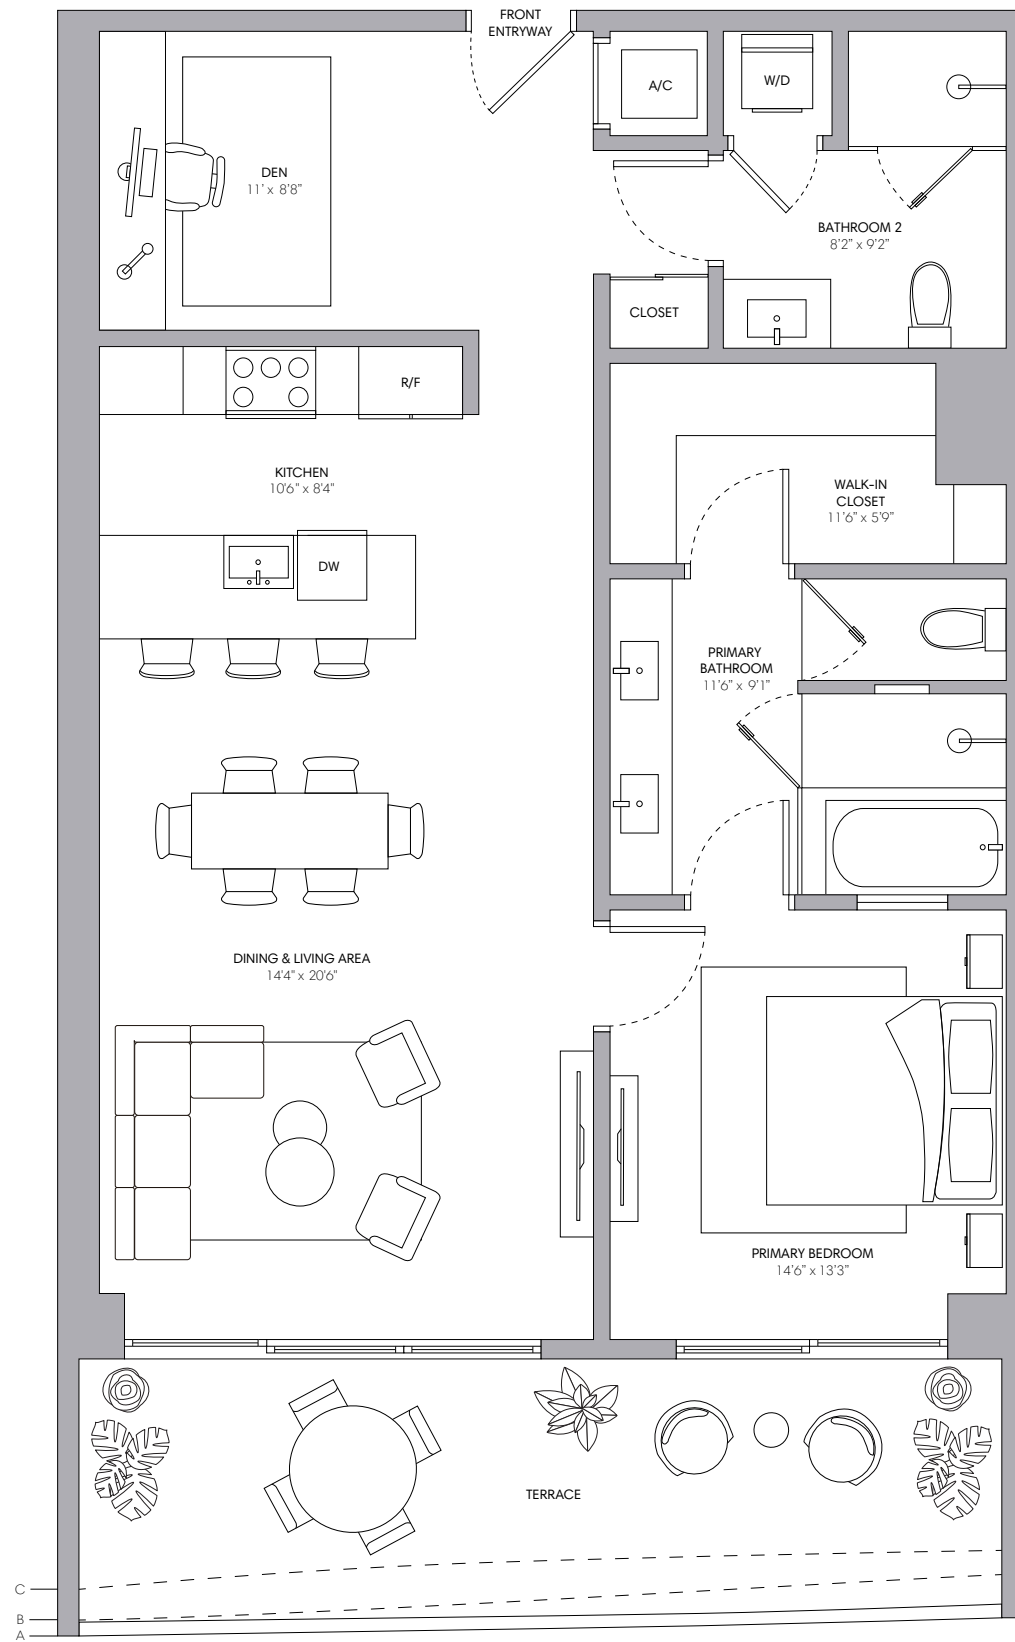 FRONT
ENTRYWAY
A/C
W/D
DEN
11' x 8'8"
BATHROOM 2
8'2" x 9'2"
CLOSET
R/F
KITCHEN
10'6" x 8'4"
WALK-IN
CLOSET
11'6" x 5'9"
DW
PRIMARY
BATHROOM
11'6" x 9'1"
DINING & LIVING AREA
14'4" x 20'6"
PRIMARY BEDROOM
14'6" x 13'3"
TERRACE
C
B
A